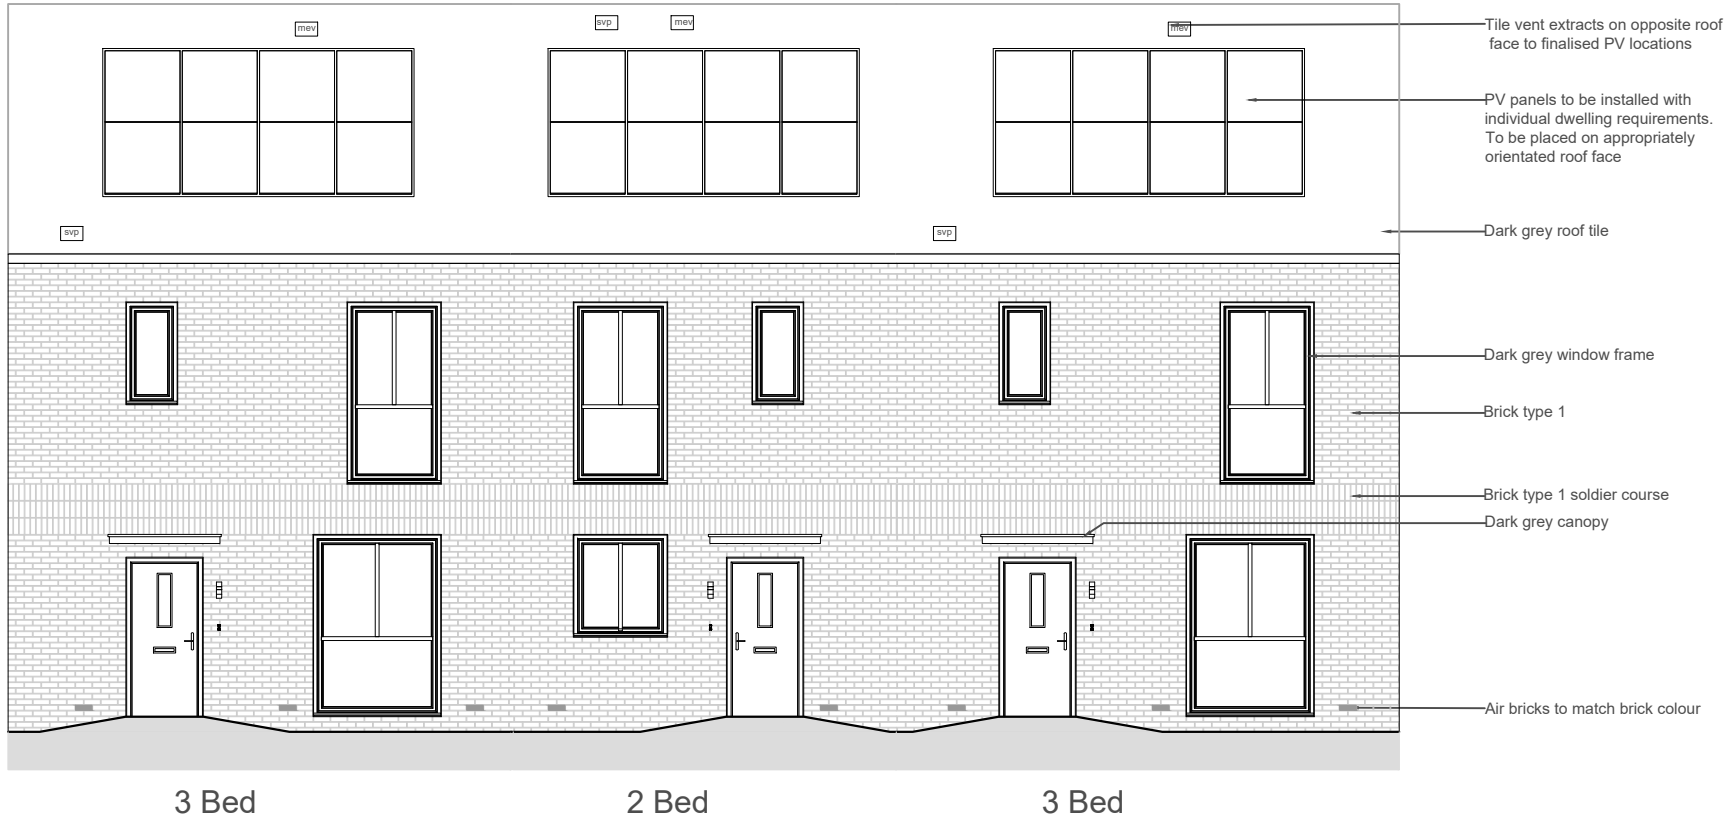 mev
svp
mev
mev
Tile vent extracts on opposite roof
face to finalised PV locations
PV panels to be installed with
individual dwelling requirements.
To be placed on appropriately
orientated roof face
svp
svp
Dark grey roof tile
Dark grey window frame
Brick type 1
Brick type 1 soldier course
Dark grey canopy
Air bricks to match brick colour
3 Bed
2 Bed
3 Bed